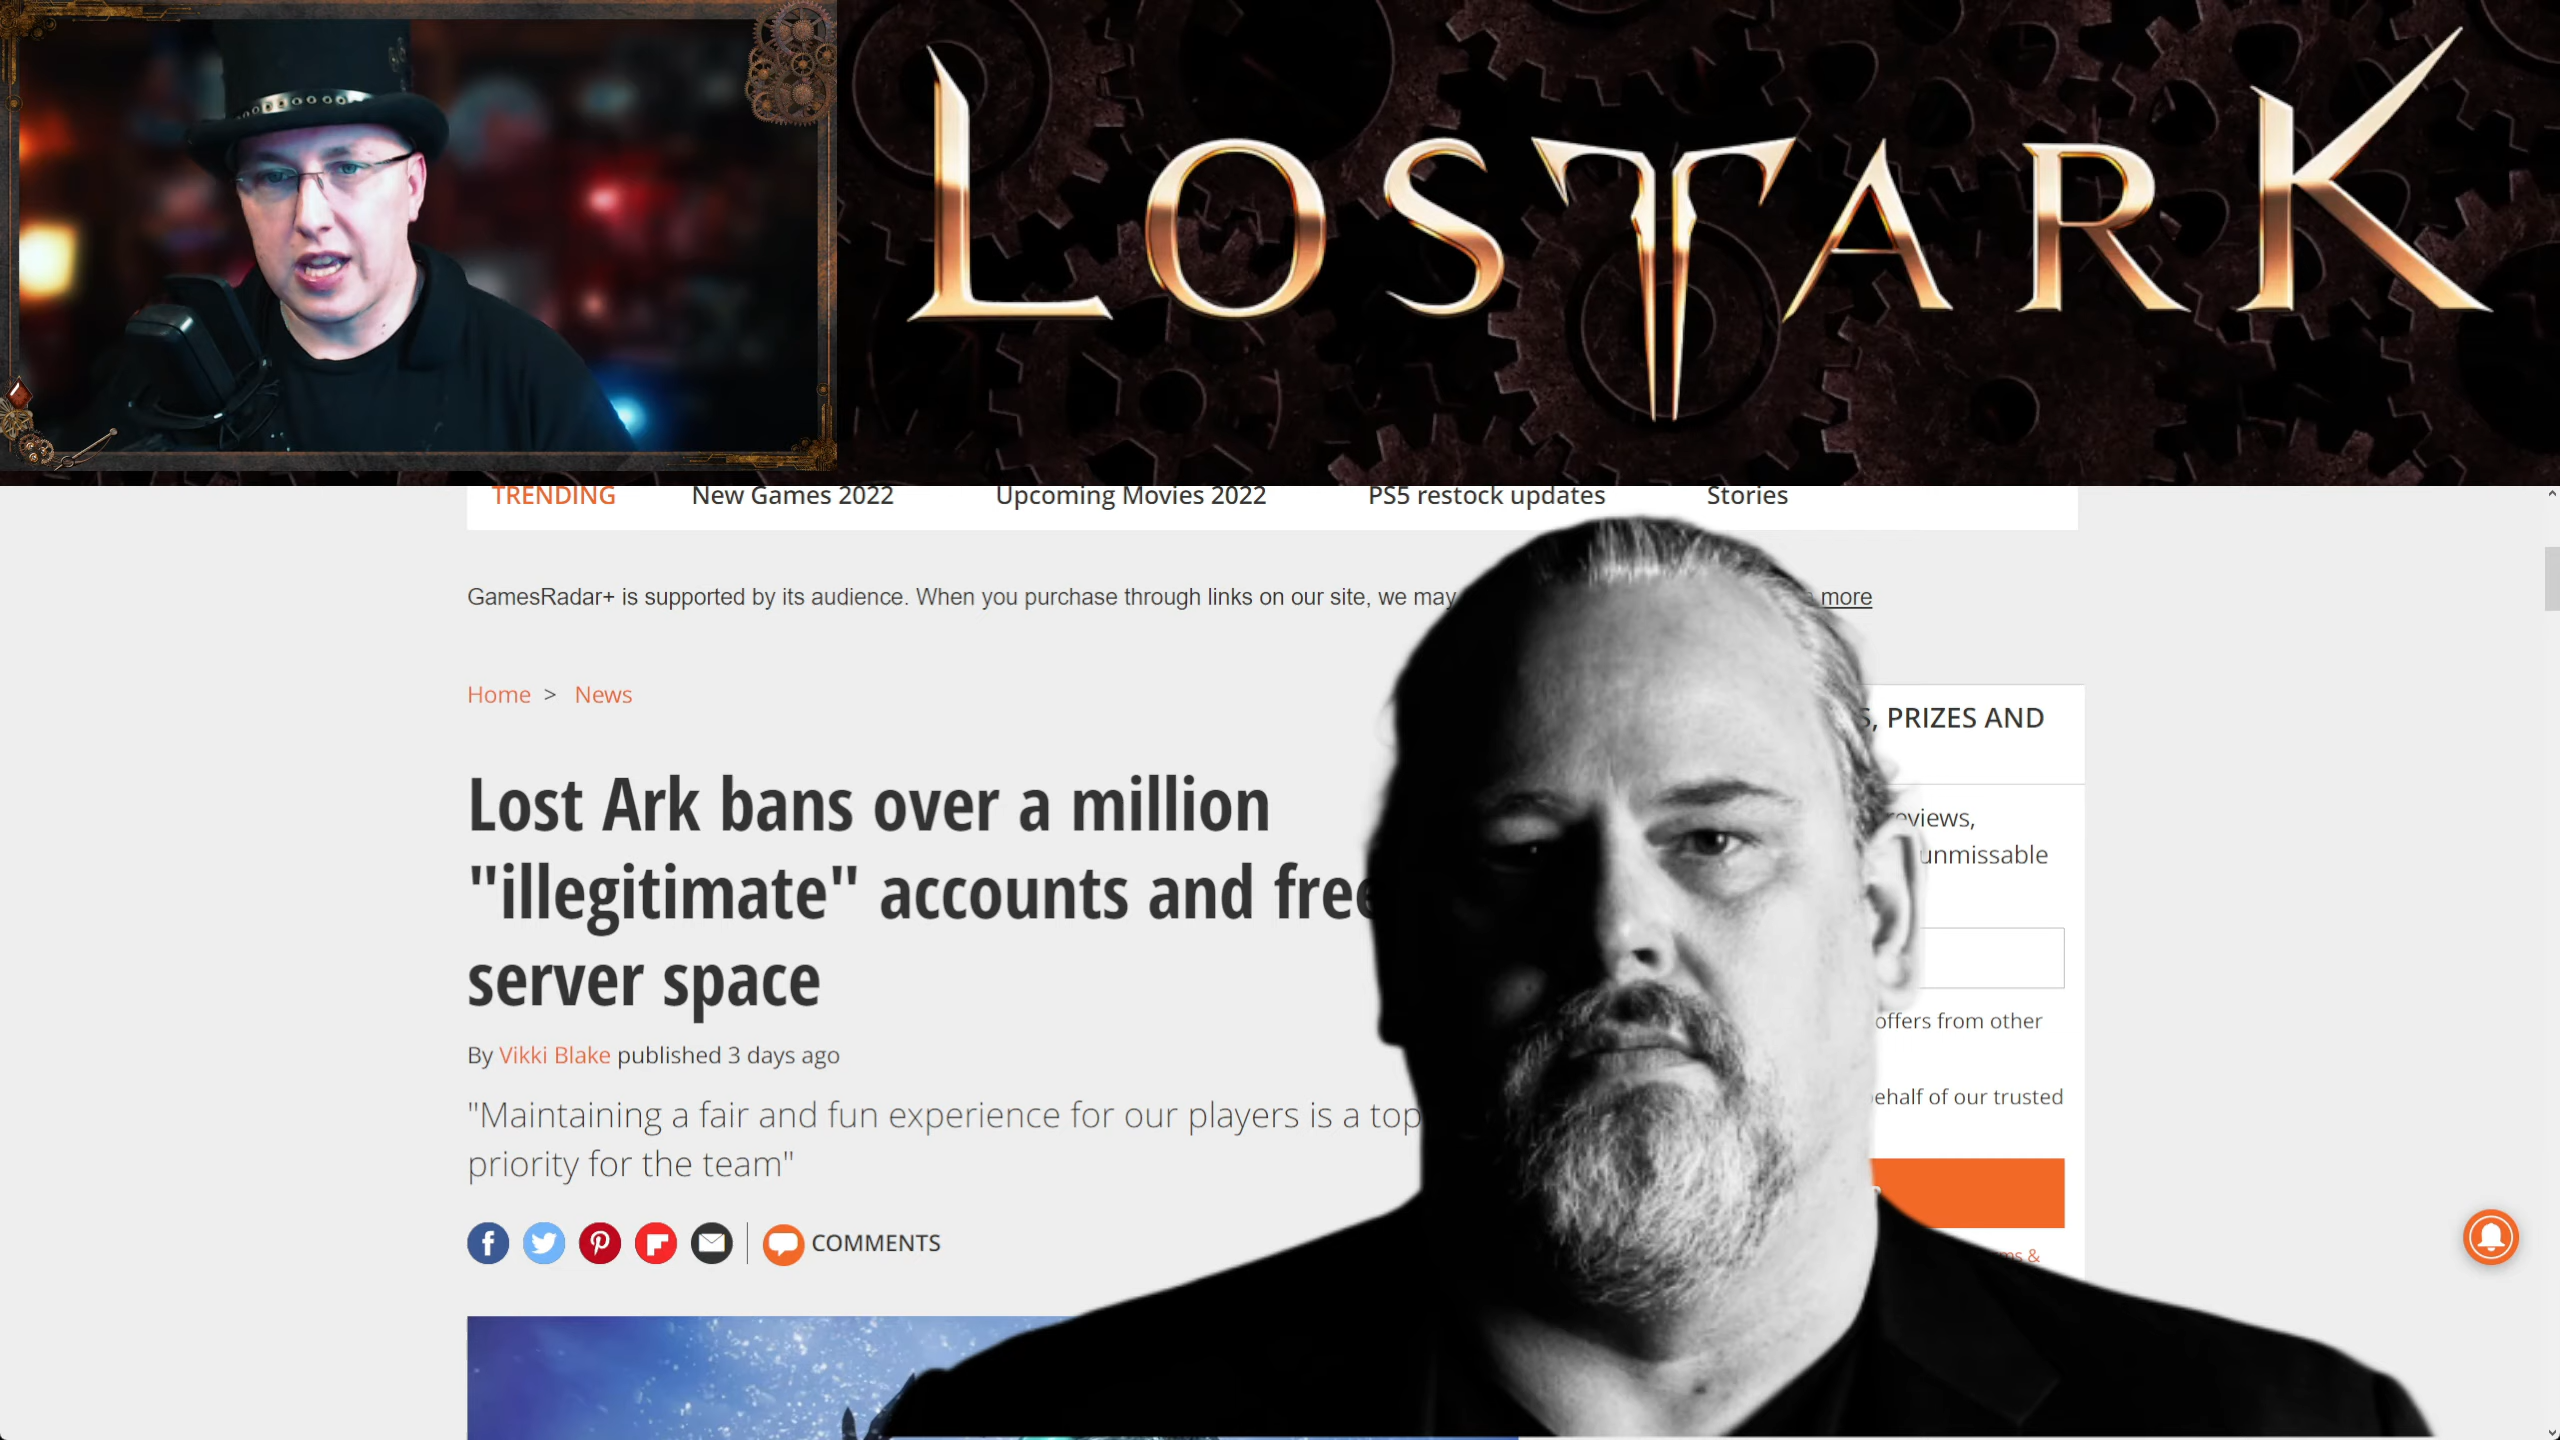 LOST ARK
TRENDING New Games 2022 Upcoming Movies 2022 PS5 restock updates Stories
GamesRadar+ is supported by its audience. When you purchase through links on our site, we may more
Home > News
S, PRIZES AND
Lost Ark bans over a million
"illegitimate" accounts and free
server space
unmissable
By Vikki Blake published 3 days ago
offers from other
"Maintaining a fair and fun experience for our players is a top
priority for the team"
of our trusted
COMMENTS
&